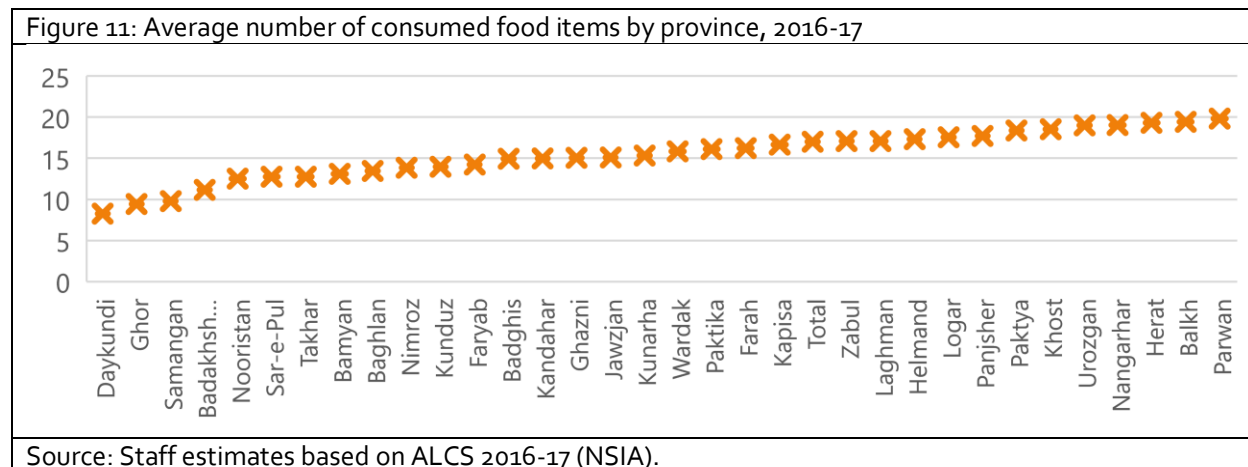 Figure 11: Average number of consumed food items by province, 2016-17
25
20
15
10
5
0
Daykundi
Ghor
Samangan
Badakhsh...
Nooristan
Sar-e-Pul
Takhar
Bamyan
Baghlan
Nimroz
Kunduz
Faryab
Badghis
Kandahar
Ghazni
Jawzjan
Kunarha
Wardak
Paktika
Farah
Kapisa
Total
Zabul
Laghman
Helmand
Logar
Panjsher
Paktya
Khost
Urozgan
Nangarhar
Herat
Balkh
Parwan
Source: Staff estimates based on ALCS 2016-17 (NSIA).